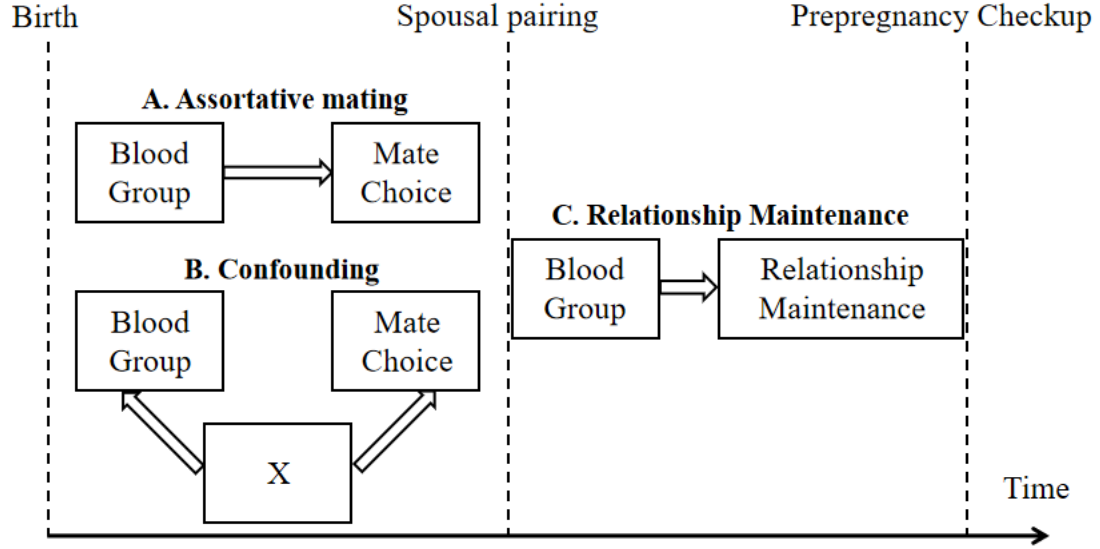 Birth
Spousal pairing
Prepregnancy Checkup
A. Assortative mating
Blood
Group
Mate
Choice
B. Confounding
Blood
Group
Mate
Choice
X
C. Relationship Maintenance
Blood
Group
Relationship
Maintenance
Time